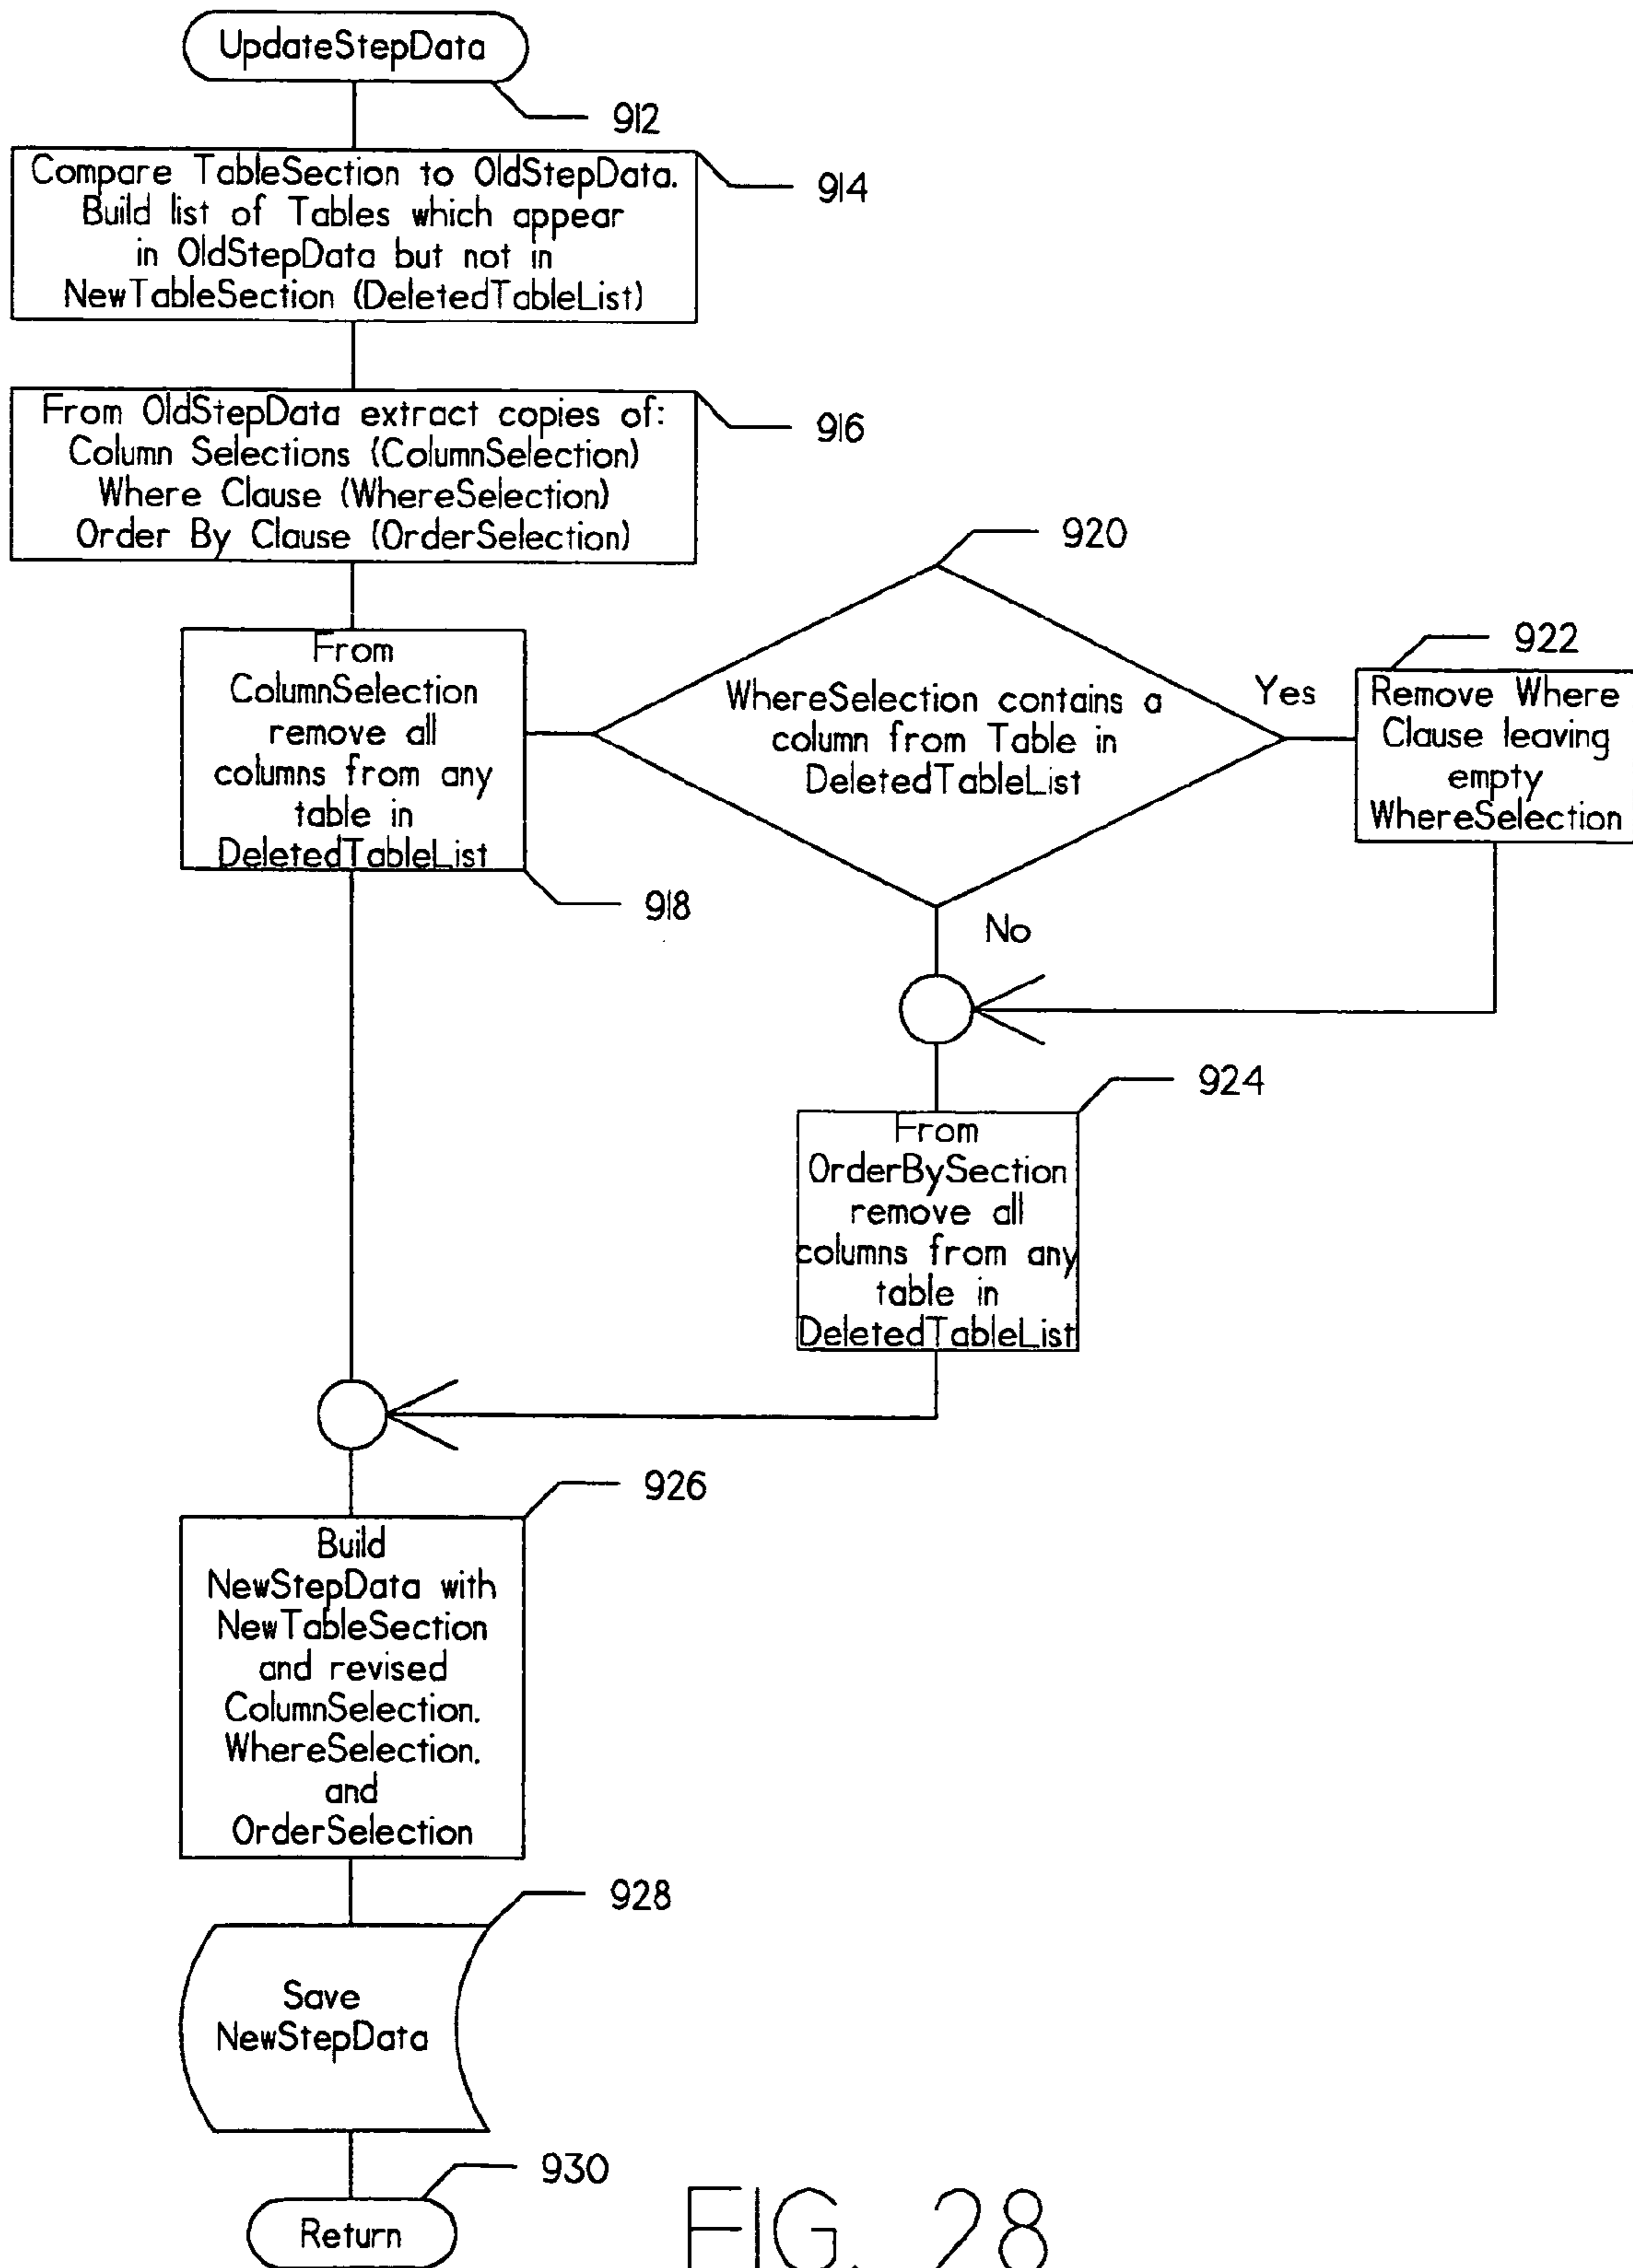 UpdateStepData
912
Compare TableSection to OldStepData.
Build list of Tables which appear
in OldStepData but not in
NewTableSection (DeletedTableList)
914
From OldStepData extract copies of:
Column Selections (ColumnSelection)
Where Clause (WhereSelection)
Order By Clause (OrderSelection)
916
From
ColumnSelection
remove all
columns from any
table in
DeletedTableList
918
920
WhereSelection contains a
column from Table in
DeletedTableList
Yes
No
922
Remove Where
Clause leaving
empty
WhereSelection
924
From
OrderBySection
remove all
columns from any
table in
DeletedTableList
926
Build
NewStepData with
NewTableSection
and revised
ColumnSelection.
WhereSelection.
and
OrderSelection
928
Save
NewStepData
930
Return
FIG. 28